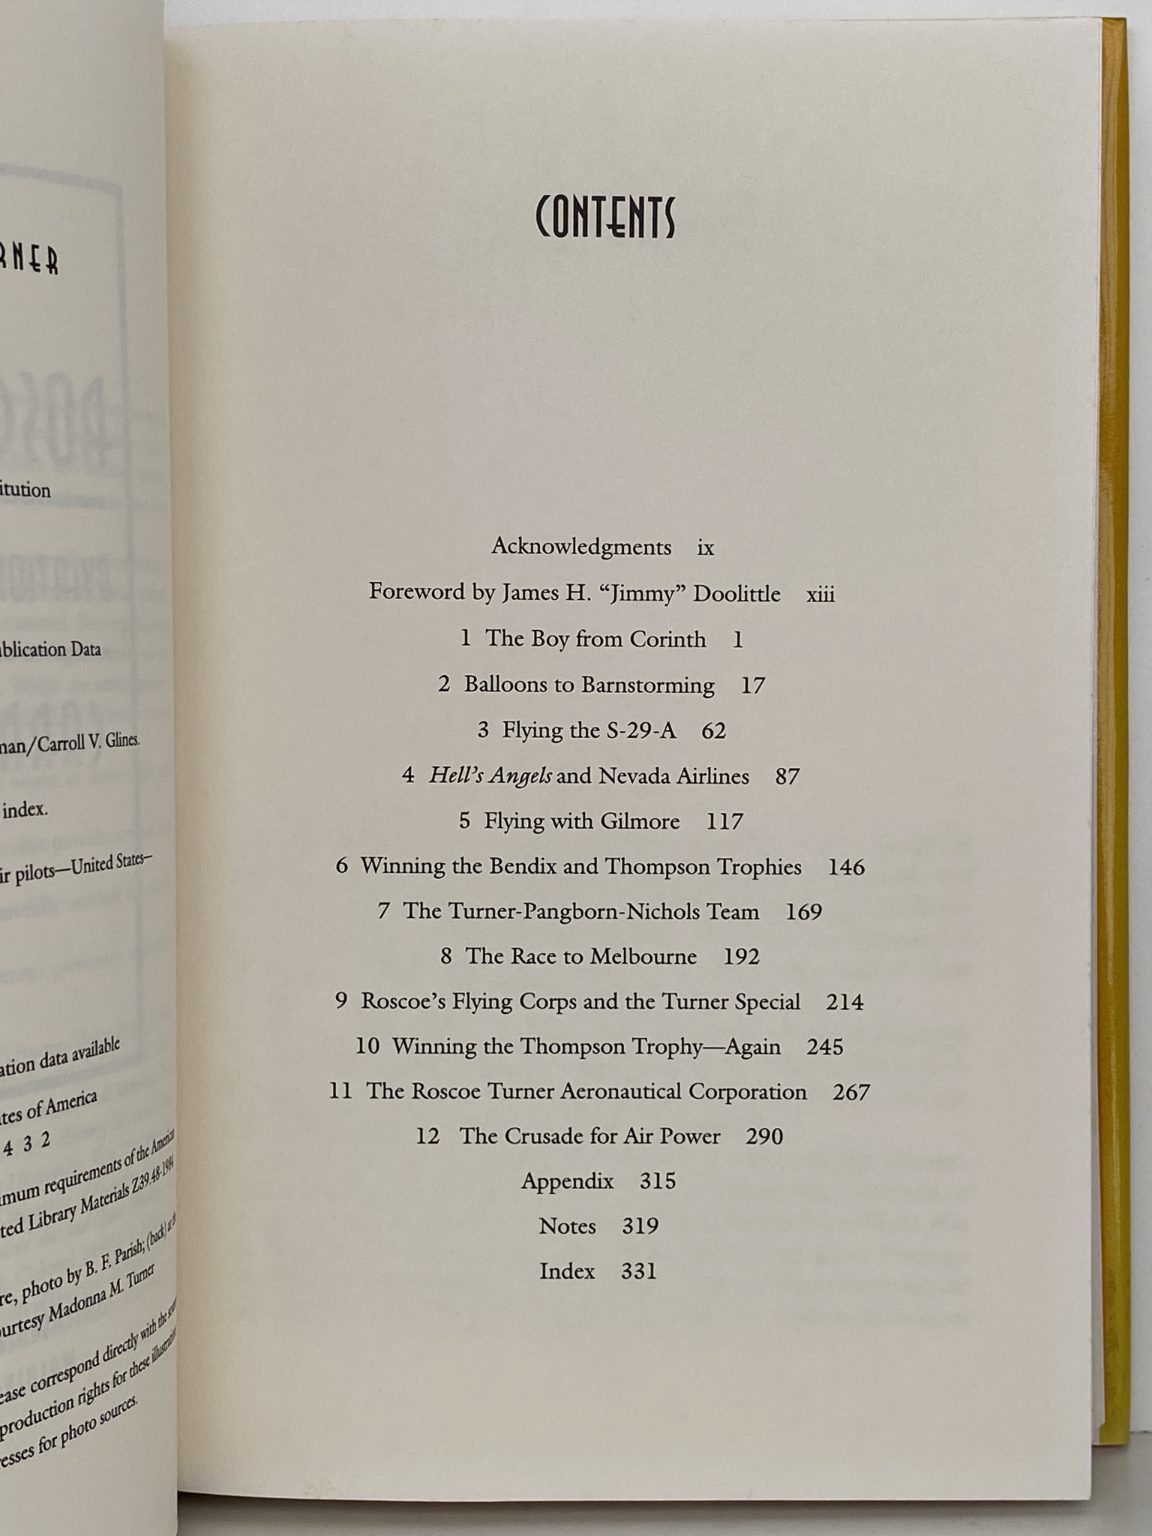 itution
Publication Data
man/Carroll V. Glines.
index.
pilots—United States—
ation data available
tes of America
4 3 2
mum requirements of the American
ted Library Materials Z39.48-1984
re, photo by B. F. Parish; (back)
urtesy Madonna M. Turner
ease correspond directly with the
production rights for these
esses for photo sources.
CONTENTS
Acknowledgments ix
Foreword by James H. “Jimmy” Doolittle xiii
1 The Boy from Corinth 1
2 Balloons to Barnstorming 17
3 Flying the S-29-A 62
4 Hell’s Angels and Nevada Airlines 87
5 Flying with Gilmore 117
6 Winning the Bendix and Thompson Trophies 146
7 The Turner-Pangborn-Nichols Team 169
8 The Race to Melbourne 192
9 Roscoe’s Flying Corps and the Turner Special 214
10 Winning the Thompson Trophy—Again 245
11 The Roscoe Turner Aeronautical Corporation 267
12 The Crusade for Air Power 290
Appendix 315
Notes 319
Index 331